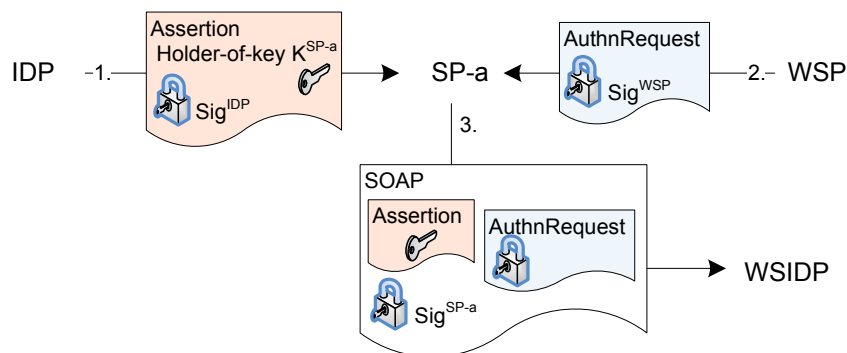 Assertion
Holder-of-key K^SP-a
Sig^IDP
IDP
1.
SP-a
AuthnRequest
Sig^WSP
2.
WSP
3.
SOAP
Assertion
AuthnRequest
Sig^SP-a
WSIDP